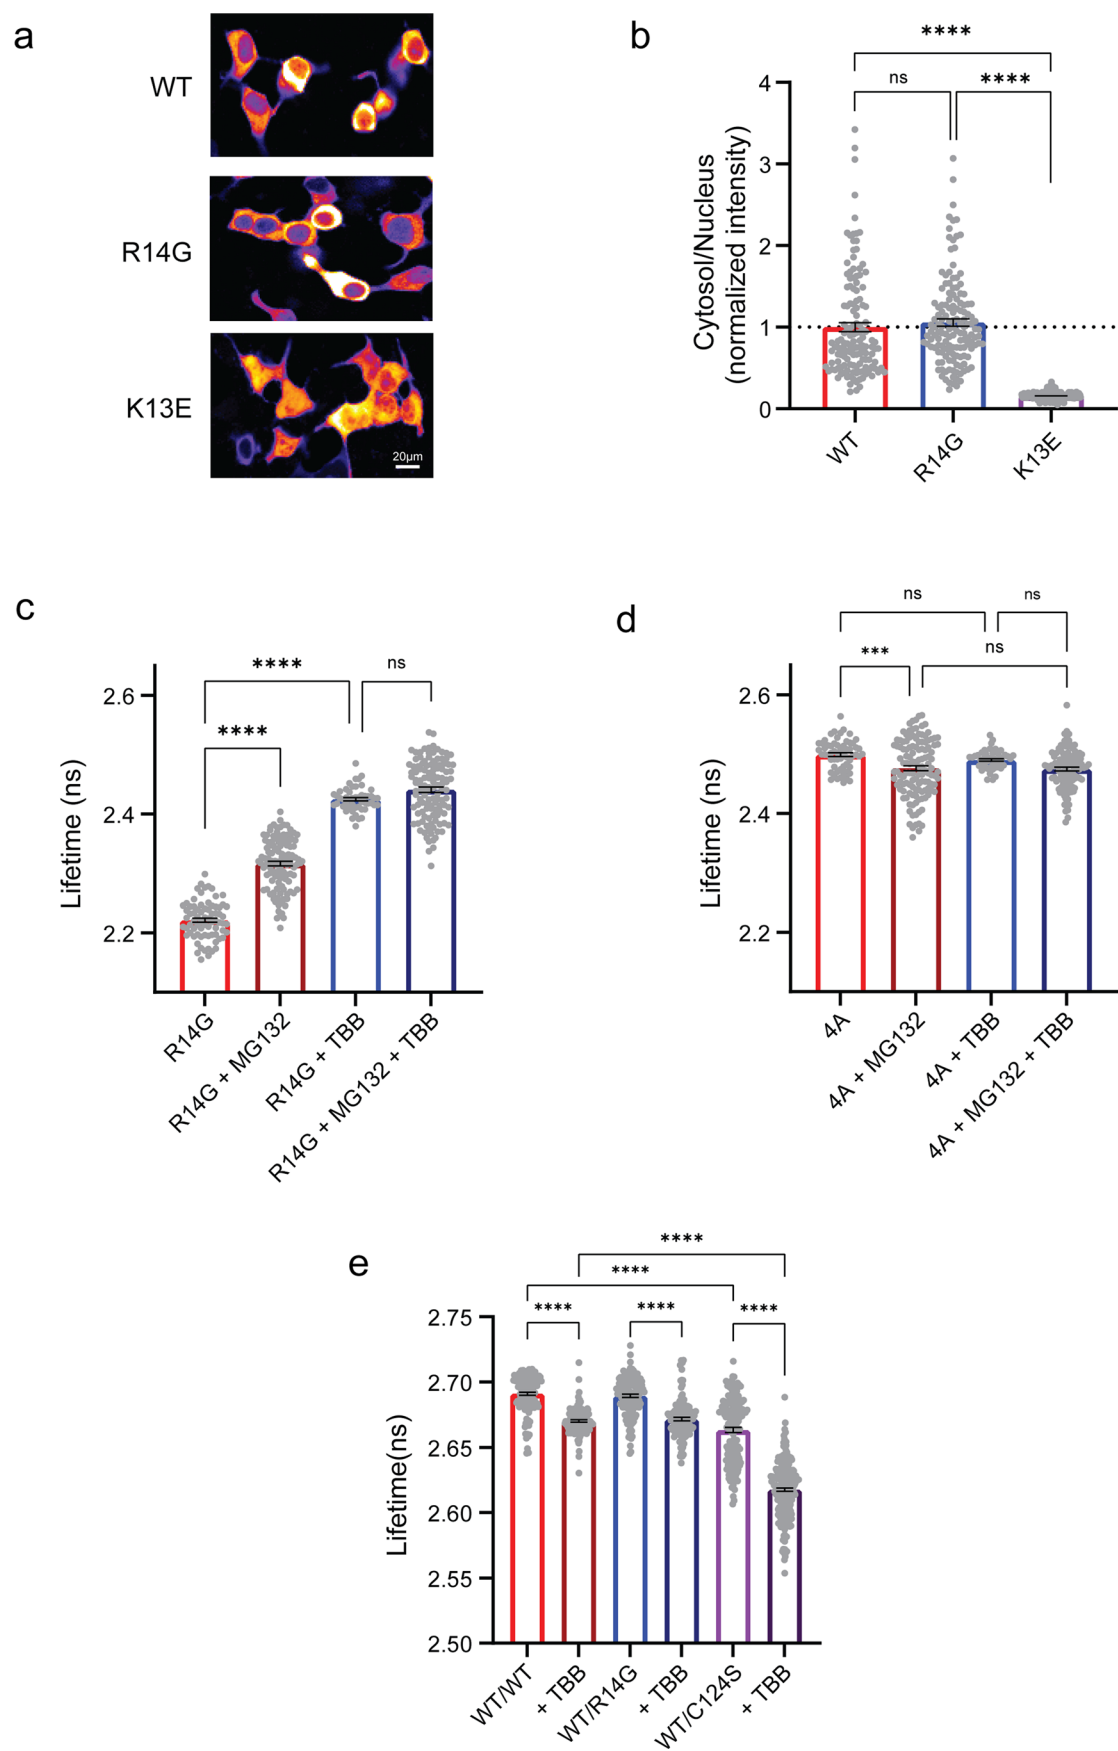 a
WT
R14G
K13E
20µm
b
****
ns
****
Cytosol/Nucleus
(normalized intensity)
4
3
2
1
0
WT
R14G
K13E
c
****
ns
****
Lifetime (ns)
2.6
2.4
2.2
R14G
R14G + MG132
R14G + TBB
R14G + MG132 + TBB
d
ns
ns
***
ns
Lifetime (ns)
2.6
2.4
2.2
4A
4A + MG132
4A + TBB
4A + MG132 + TBB
e
****
****
****
****
****
Lifetime(ns)
2.75
2.70
2.65
2.60
2.55
2.50
WT/WT
+ TBB
WT/R14G
+ TBB
WT/C124S
+ TBB